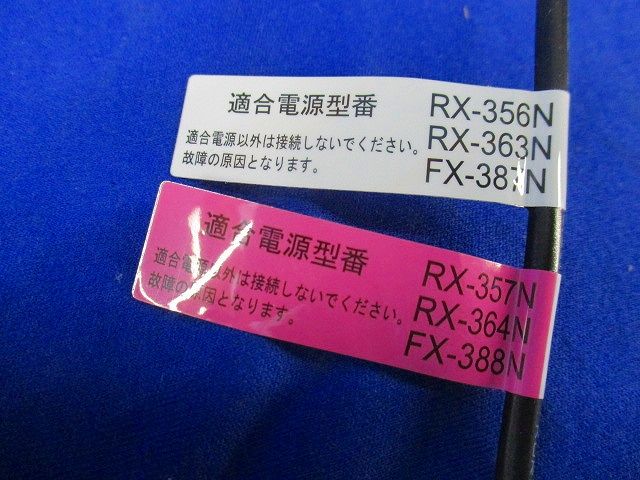 適合電源型番
適合電源以外は接続しないでください。
故障の原因となります。
RX-356N
RX-363N
FX-387N
適合電源型番
適合電源以外は接続しないでください。
故障の原因となります。
RX-357N
RX-364N
FX-388N